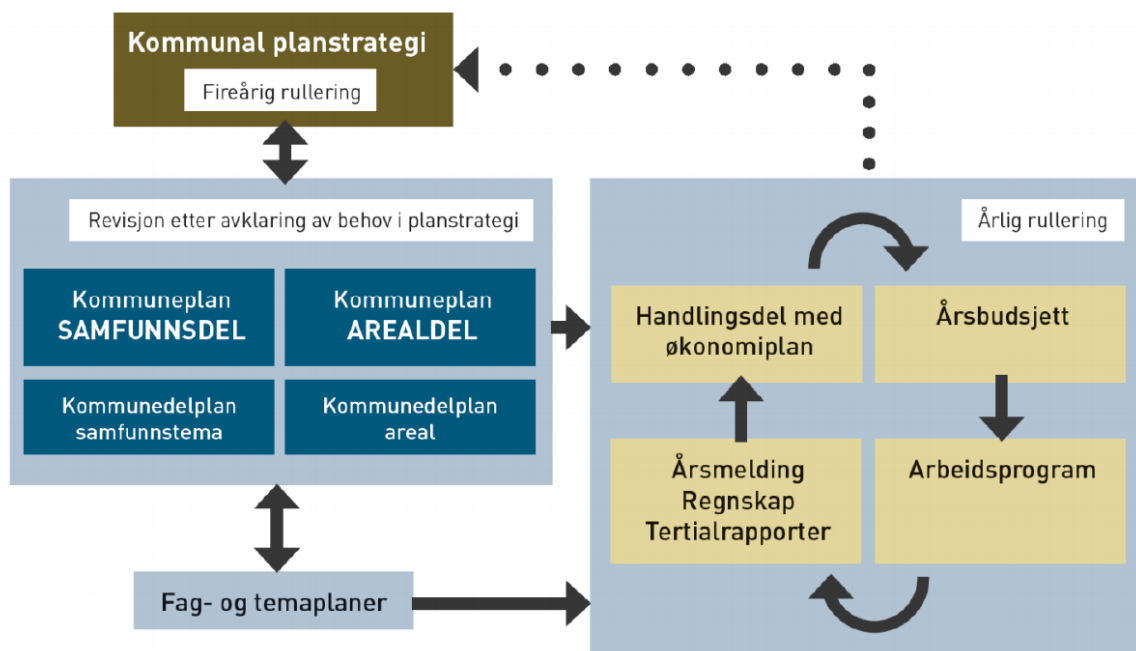 Kommunal planstrategi
Fireårig rullering
Revisjon etter avklaring av behov i planstrategi
Kommuneplan
SAMFUNNSDEL
Kommuneplan
AREALDEL
Kommunedelplan
samfunnstema
Kommunedelplan
areal
Fag- og temaplaner
Årlig rullering
Handlingsdel med
økonomiplan
Årsbudsjett
Årsmelding
Regnskap
Tertialrapporter
Arbeidsprogram